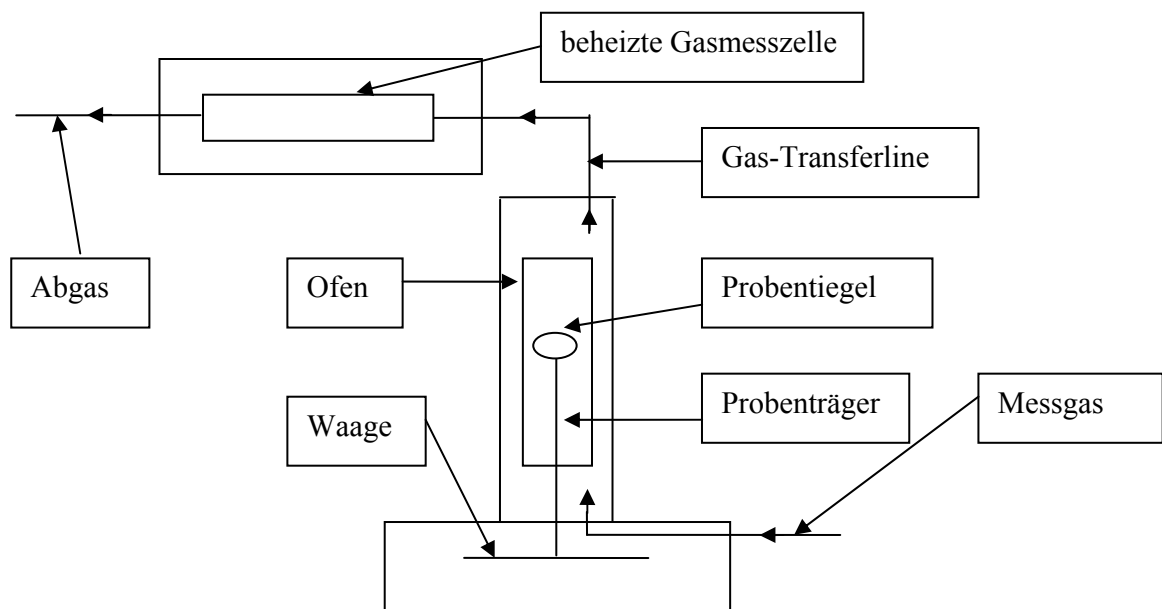 beheizte Gasmesszelle
Gas-Transferline
Abgas
Ofen
Probentiegel
Waage
Probenträger
Messgas